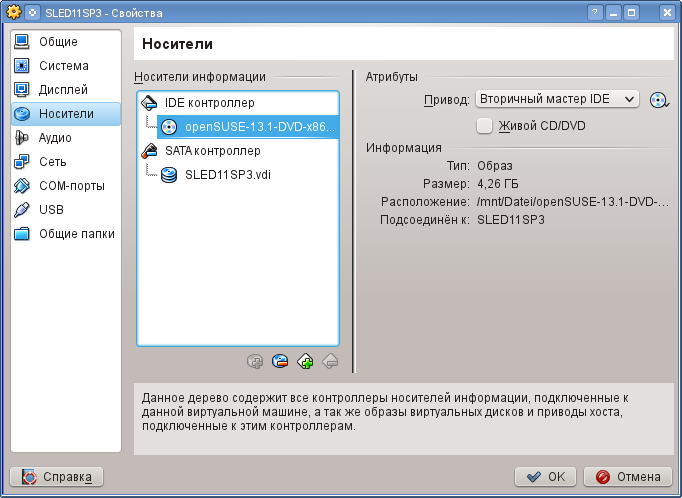 SLED11SP3 - Свойства
Общие
Система
Дисплей
Носители
Аудио
Сеть
COM-порты
USB
Общие папки
Носители
Носители информации
IDE контроллер
openSUSE-13.1-DVD-x86...
SATA контроллер
SLED11SP3.vdi
Атрибуты
Привод: Вторичный мастер IDE
Живой CD/DVD
Информация
Тип: Образ
Размер: 4,26 ГБ
Расположение: /mnt/Datei/openSUSE-13.1-DVD-...
Подсоединён к: SLED11SP3
Данное дерево содержит все контроллеры носителей информации, подключенные к
данной виртуальной машине, а так же образы виртуальных дисков и приводы хоста,
подключенные к этим контроллерам.
Справка
OK
Отмена